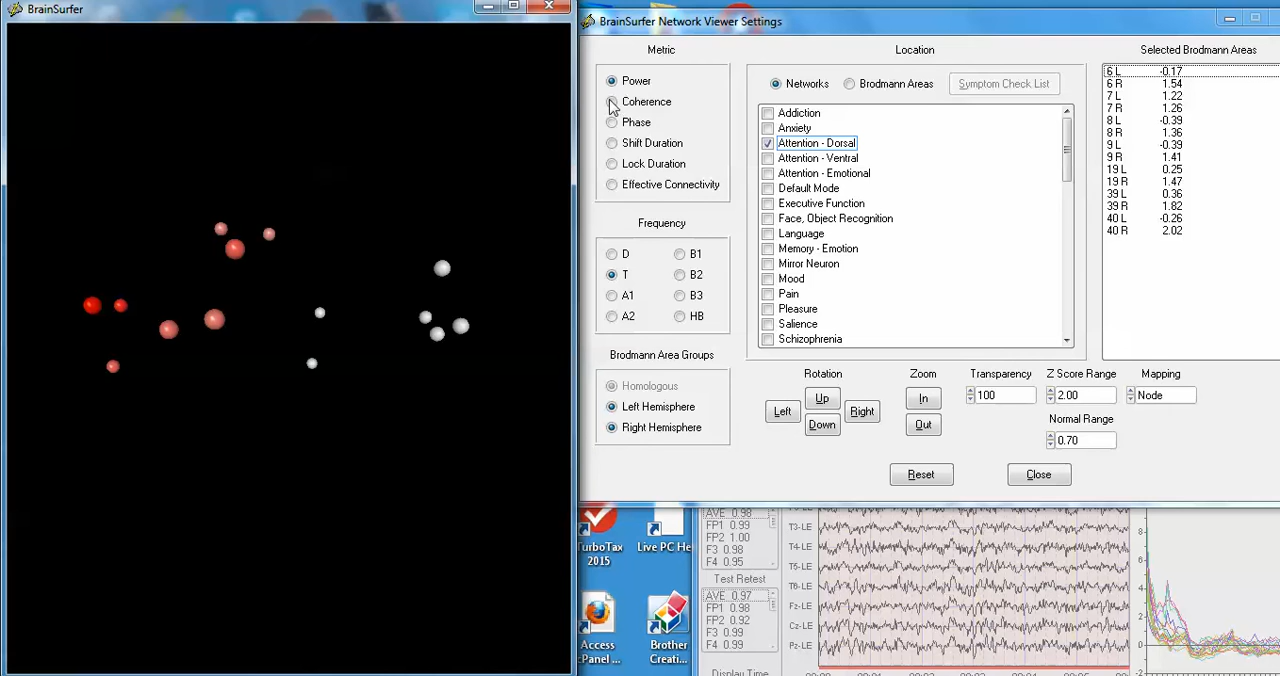 BrainSurfer
BrainSurfer Network Viewer Settings
Metric
Power
Coherence
Phase
Shift Duration
Lock Duration
Effective Connectivity
Frequency
D B1
T B2
A1 B3
A2 HB
Brodmann Area Groups
Homologous
Left Hemisphere
Right Hemisphere
Location
Networks Brodmann Areas Symptom Check List
Addiction
Anxiety
Attention - Dorsal
Attention - Ventral
Attention - Emotional
Default Mode
Executive Function
Face, Object Recognition
Language
Memory - Emotion
Mirror Neuron
Mood
Pain
Pleasure
Salience
Schizophrenia
Selected Brodmann Areas
6 L -0.17
6 R 1.54
7 L 1.22
7 R 1.26
8 L -0.39
8 R 1.36
9 L -0.39
9 R 1.41
19 L 0.25
19 R 1.47
39 L 0.36
39 R 1.82
40 L -0.26
40 R 2.02
Rotation
Up
Left Right
Down
Zoom
In
Out
Transparency
100
Z Score Range
2.00
Mapping
Node
Normal Range
0.70
Reset Close
TurboTax
2015
Live PC He
Access
cPanel ...
Brother
Creati...
AVE 0.98
FP1 0.99
FP2 1.00
F3 0.98
F4 0.95
Test Retest
AVE 0.97
FP1 0.98
FP2 0.92
F3 0.99
F4 0.99
Display Time
T3-LE
T4-LE
T5-LE
T6-LE
Fz-LE
Cz-LE
Pz-LE
8
6
4
2
0
-2